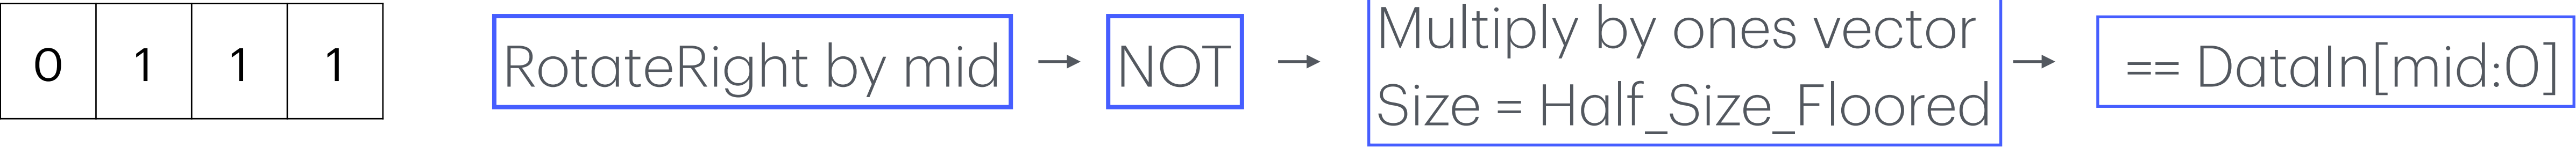 0 1 1 1
RotateRight by mid
NOT
Multiply by ones vector
Size = Half_Size_Floored
== DataIn[mid:0]